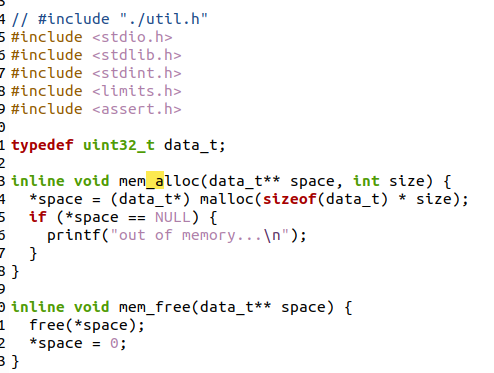 3
4 // #include "./util.h"
5 #include <stdio.h>
6 #include <stdlib.h>
7 #include <stdint.h>
8 #include <limits.h>
9 #include <assert.h>
0
1 typedef uint32_t data_t;
2
3 inline void mem_alloc(data_t** space, int size) {
4   *space = (data_t*) malloc(sizeof(data_t) * size);
5   if (*space == NULL) {
6     printf("out of memory...\n");
7   }
8 }
9
0 inline void mem_free(data_t** space) {
1   free(*space);
2   *space = 0;
3 }